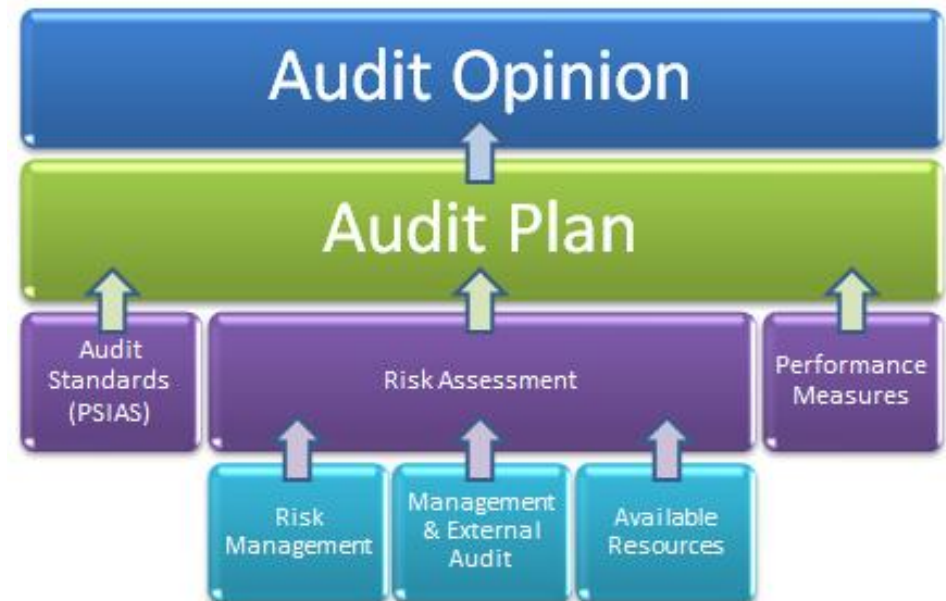 Audit Opinion
Audit Plan
Audit
Standards
(PSIAS)
Risk Assessment
Performance
Measures
Risk
Management
Management
& External
Audit
Available
Resources